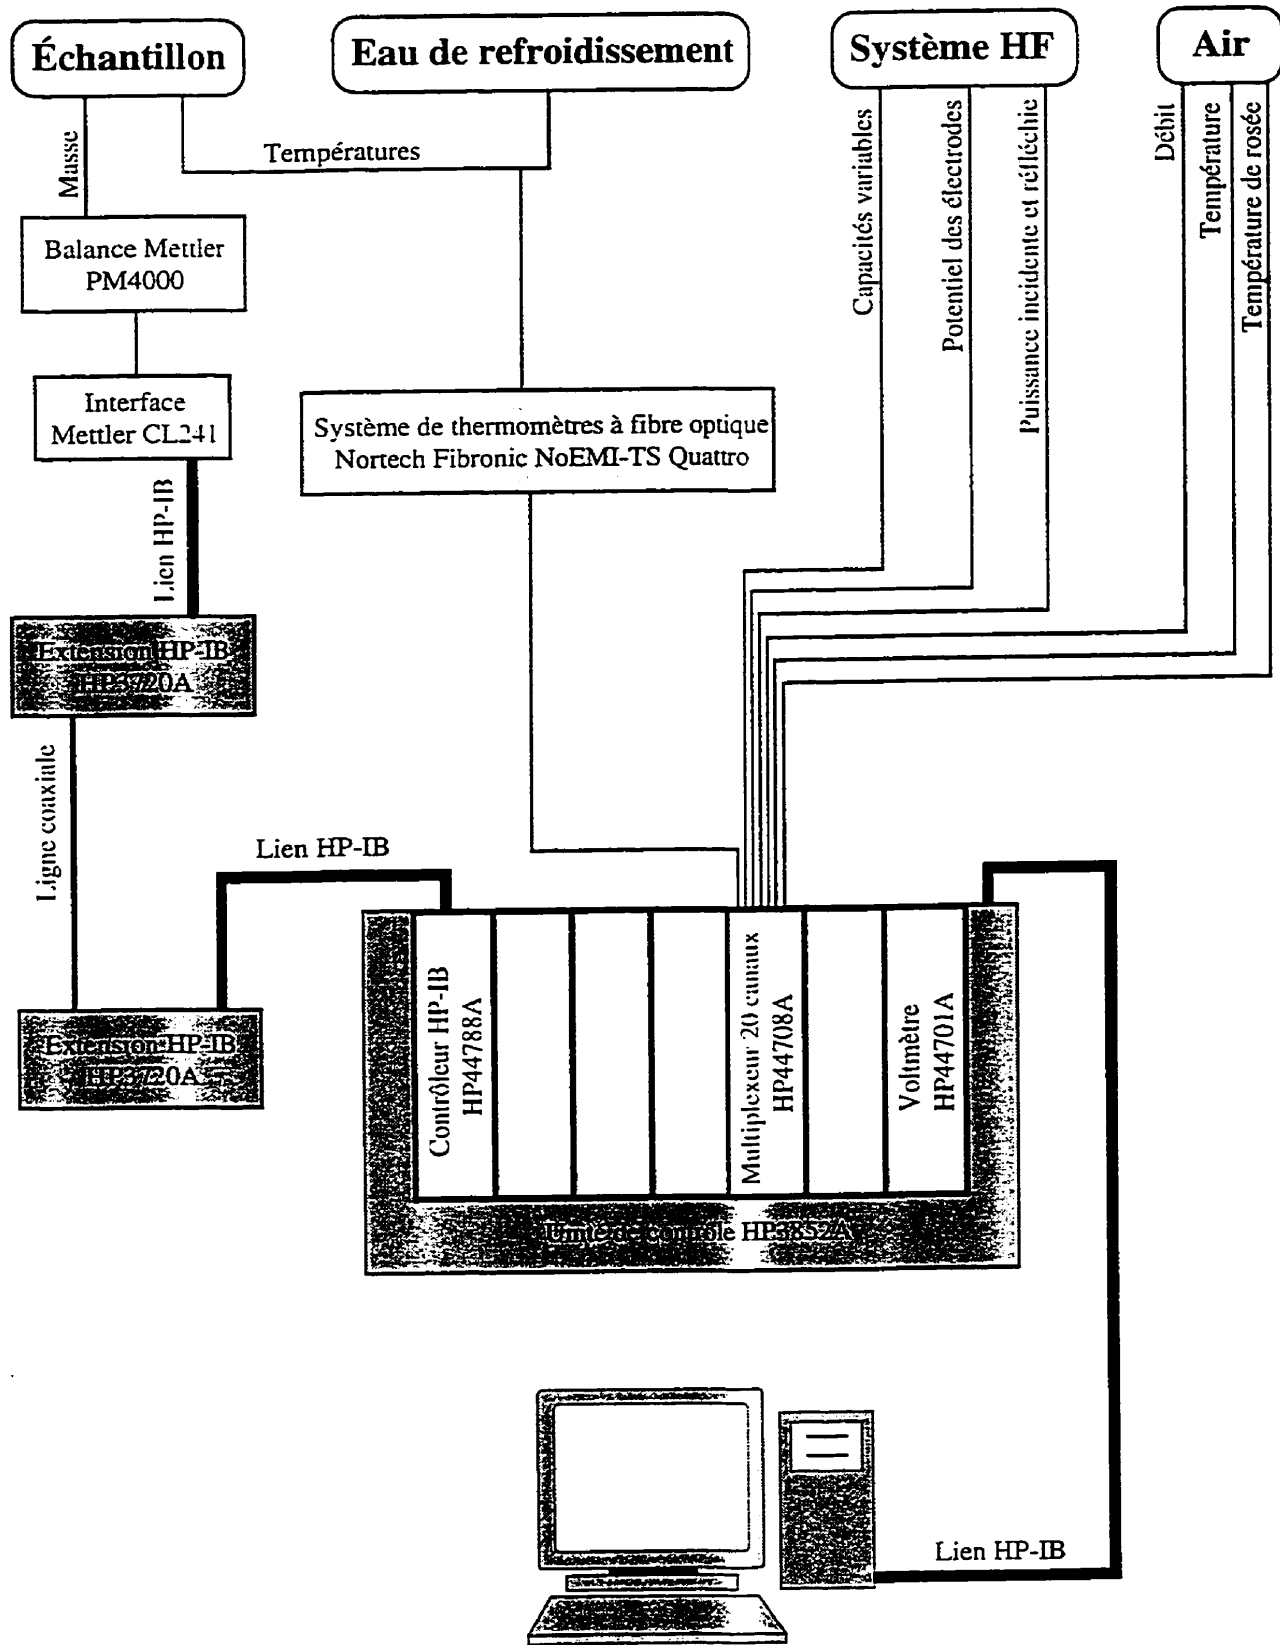 Échantillon
Eau de refroidissement
Système HF
Air
Masse
Températures
Capacités variables
Potentiel des électrodes
Puissance incidente et réfléchie
Débit
Température
Température de rosée
Balance Mettler
PM4000
Interface
Mettler CL241
Système de thermomètres à fibre optique
Nortech Fibronic NoEMI-TS Quattro
Lien HP-IB
Extension HP-IB
HP3720A
Ligne coaxiale
Lien HP-IB
Extension HP-IB
HP3720A
Contrôleur HP-IB
HP44788A
Multiplexeur 20 canaux
HP44708A
Voltmètre
HP44701A
Unité de contrôle HP3852A
Lien HP-IB